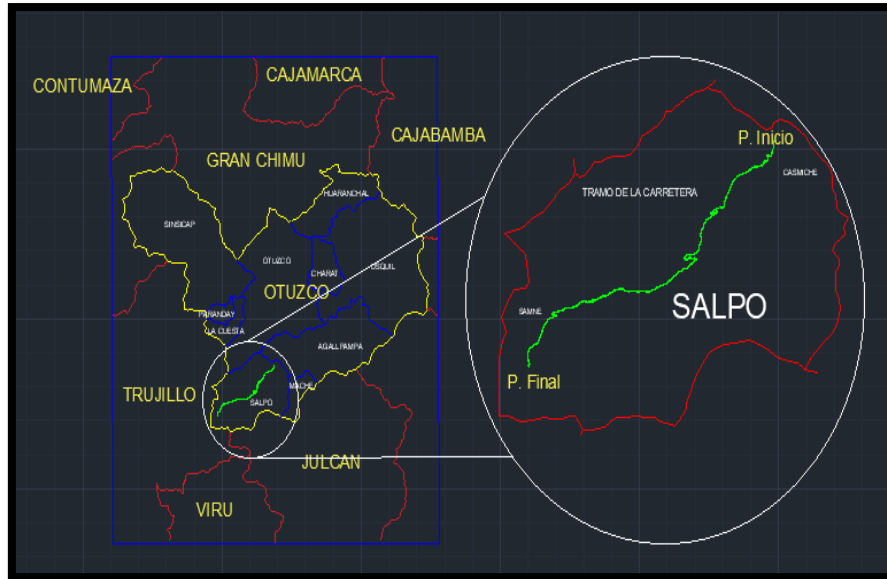 CONTUMAZA
CAJAMARCA
CAJABAMBA
GRAN CHIMU
HUARANCHAL
SINSICAP
OTUZCO
CHARAT
USQUIL
OTUZCO
PARANDAY
LA CUESTA
AGALLPAMPA
TRUJILLO
MACHE
SALPO
JULCAN
VIRU
P. Inicio
CASMICHE
TRAMO DE LA CARRETERA
SALPO
SAMNE
P. Final